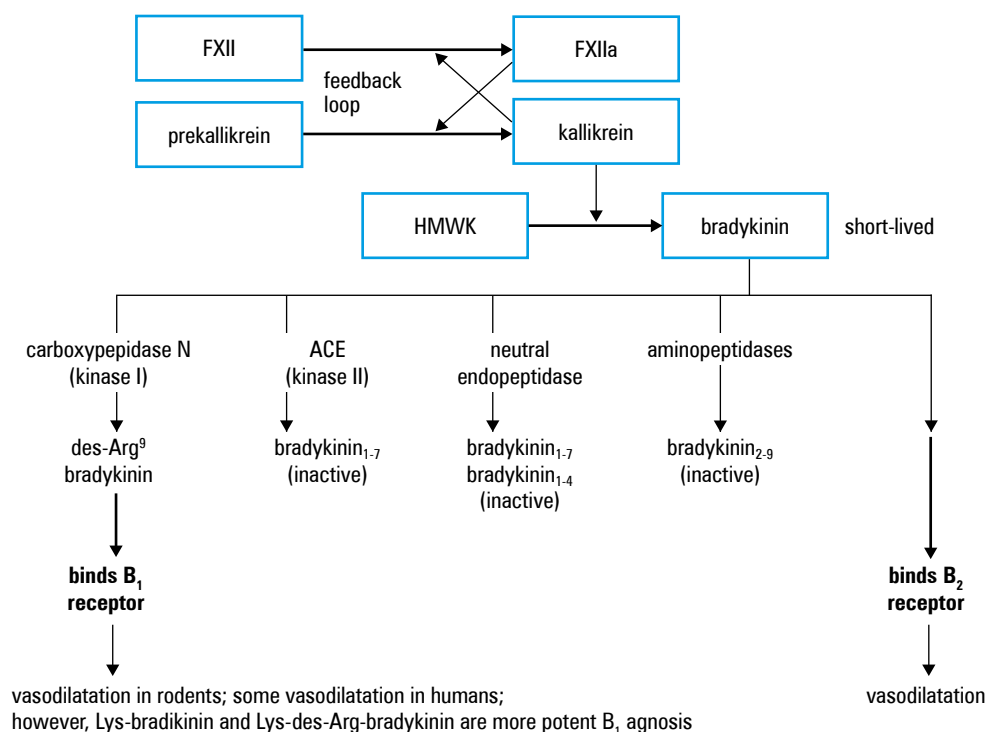 FXII
FXIIa
feedback
loop
prekallikrein
kallikrein
HMWK
bradykinin
short-lived
carboxypepidase N
(kinase I)
ACE
(kinase II)
neutral
endopeptidase
aminopeptidases
des-Arg⁹
bradykinin
bradykinin₁₋₇
(inactive)
bradykinin₁₋₇
bradykinin₁₋₄
(inactive)
bradykinin₂₋₉
(inactive)
binds B₁
receptor
binds B₂
receptor
vasodilatation in rodents; some vasodilatation in humans;
however, Lys-bradikinin and Lys-des-Arg-bradykinin are more potent B₁ agnosis
vasodilatation